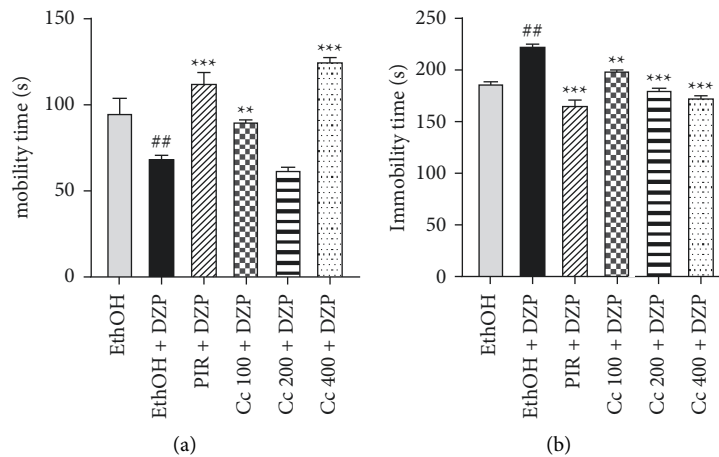 150
100
50
0
mobility time (s)
##
***
**
***
EthOH
EthOH + DZP
PIR + DZP
Cc 100 + DZP
Cc 200 + DZP
Cc 400 + DZP
(a)
250
200
150
100
50
0
Immobility time (s)
##
***
**
***
***
EthOH
EthOH + DZP
PIR + DZP
Cc 100 + DZP
Cc 200 + DZP
Cc 400 + DZP
(b)